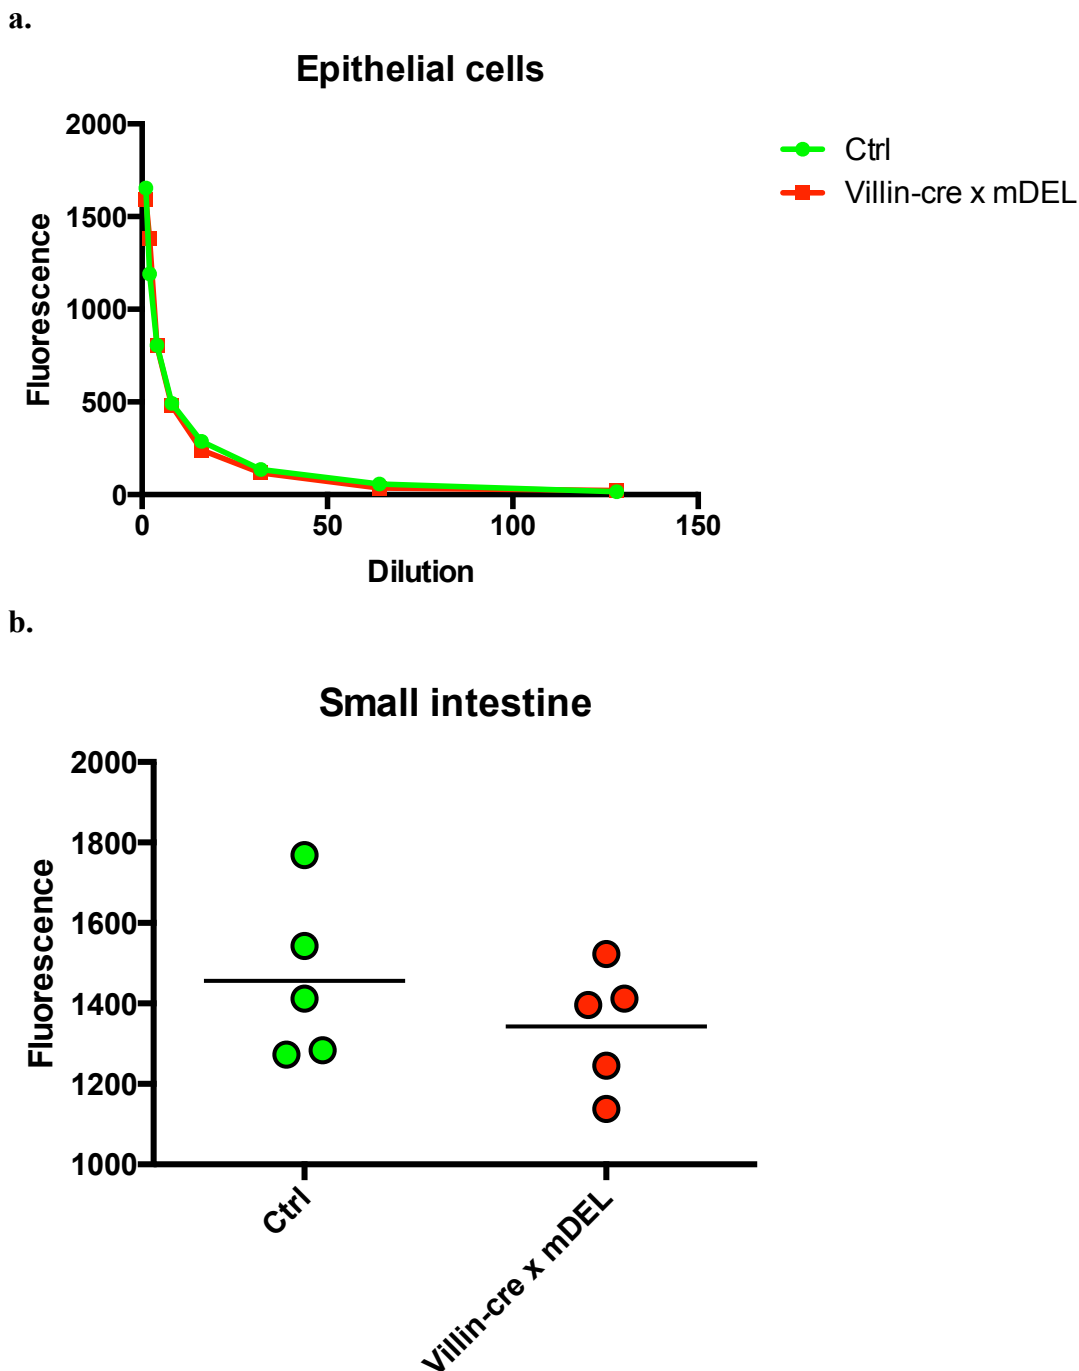 a.
Epithelial cells
2000
1500
1000
500
0
Fluorescence
0 50 100 150
Dilution
Ctrl
Villin-cre x mDEL
b.
Small intestine
2000
1800
1600
1400
1200
1000
Fluorescence
Ctrl
Villin-cre x mDEL